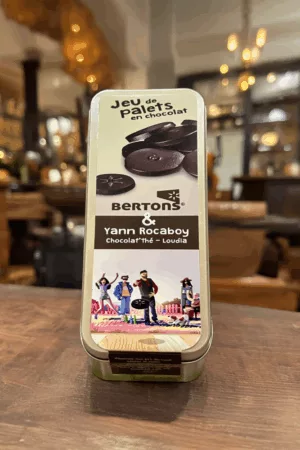 Jeu de
Palets
en chocolat
BERTONS®
&
Yann Rocaboy
Chocolat'Thé - Loudia